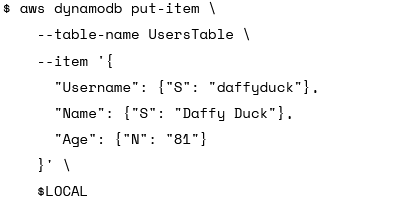 $ aws dynamodb put-item \
--table-name UsersTable \
--item '{
"Username": {"S": "daffyduck"},
"Name": {"S": "Daffy Duck"},
"Age": {"N": "81"}
}' \
$LOCAL